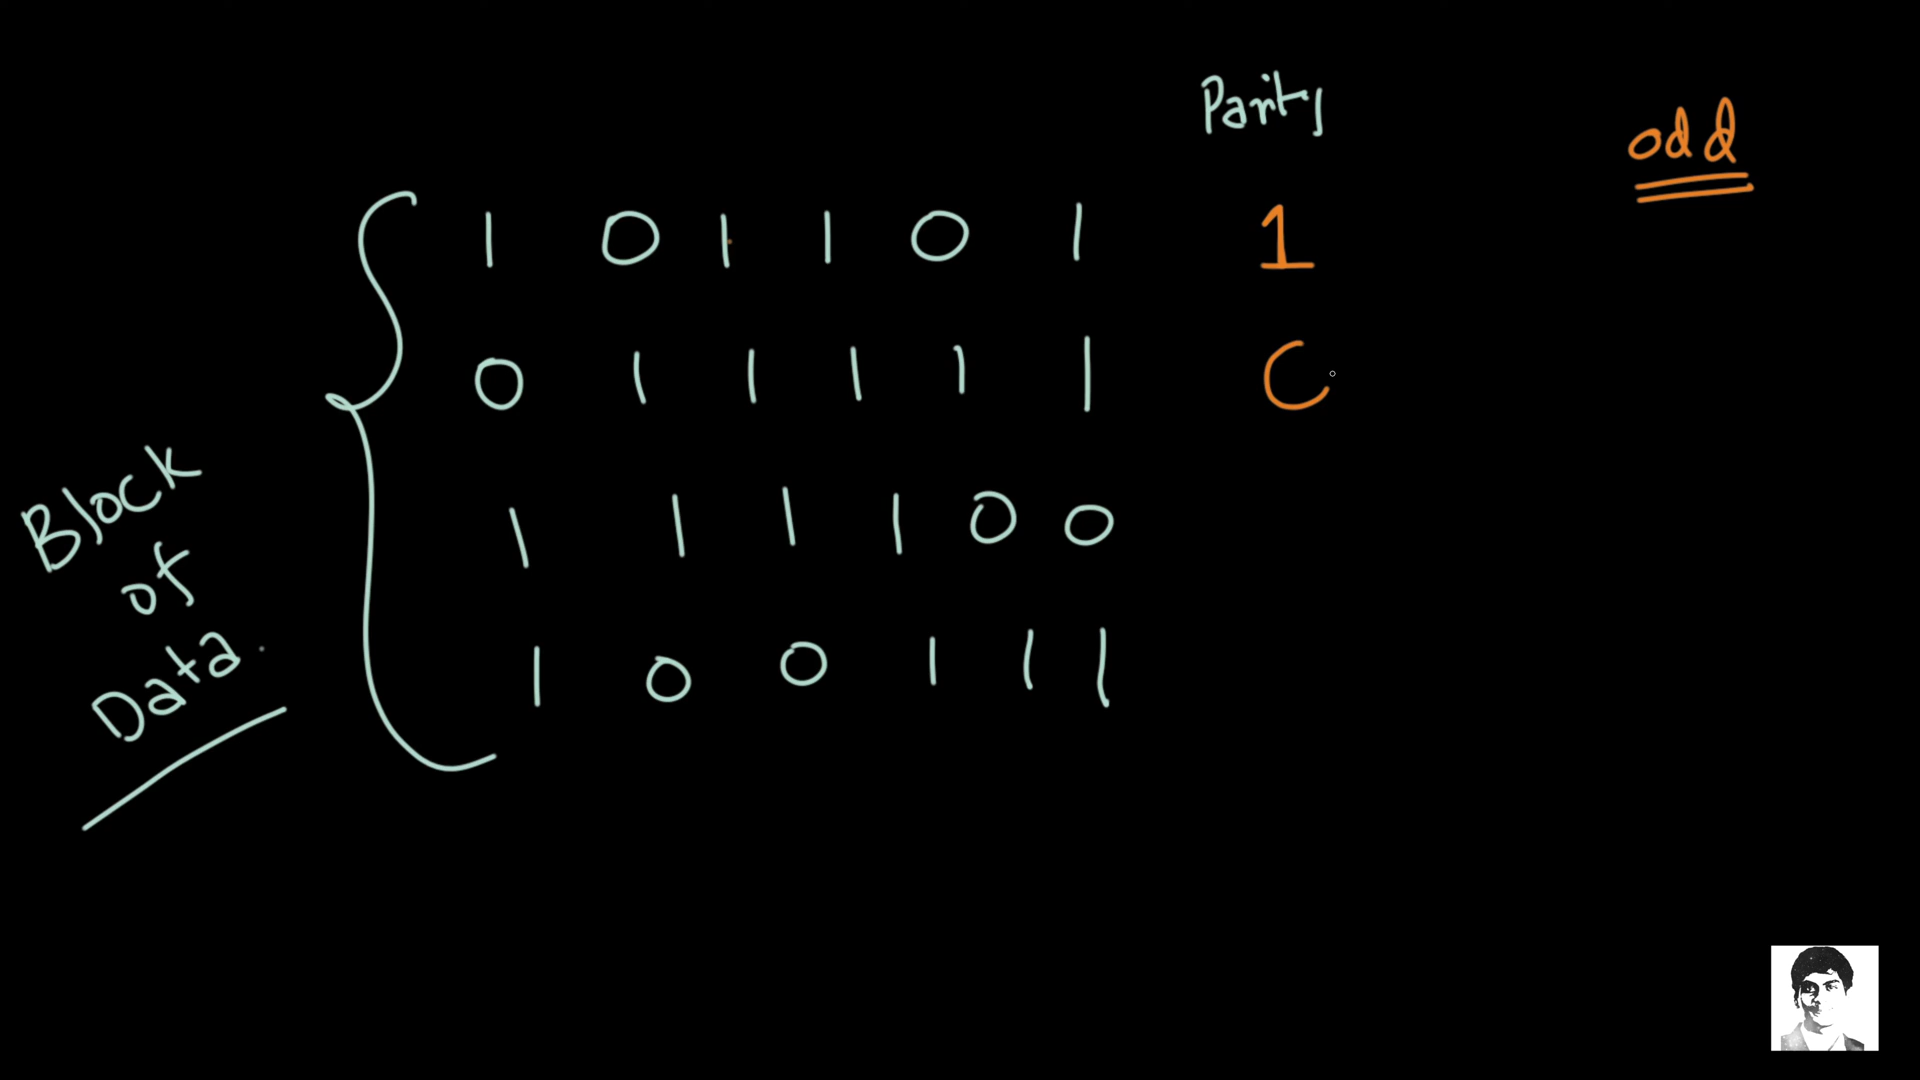 Parity
odd
1 0 1 1 0 1 1
0 1 1 1 1 1 C
1 1 1 1 0 0
1 0 0 1 1 1
Block
of
Data